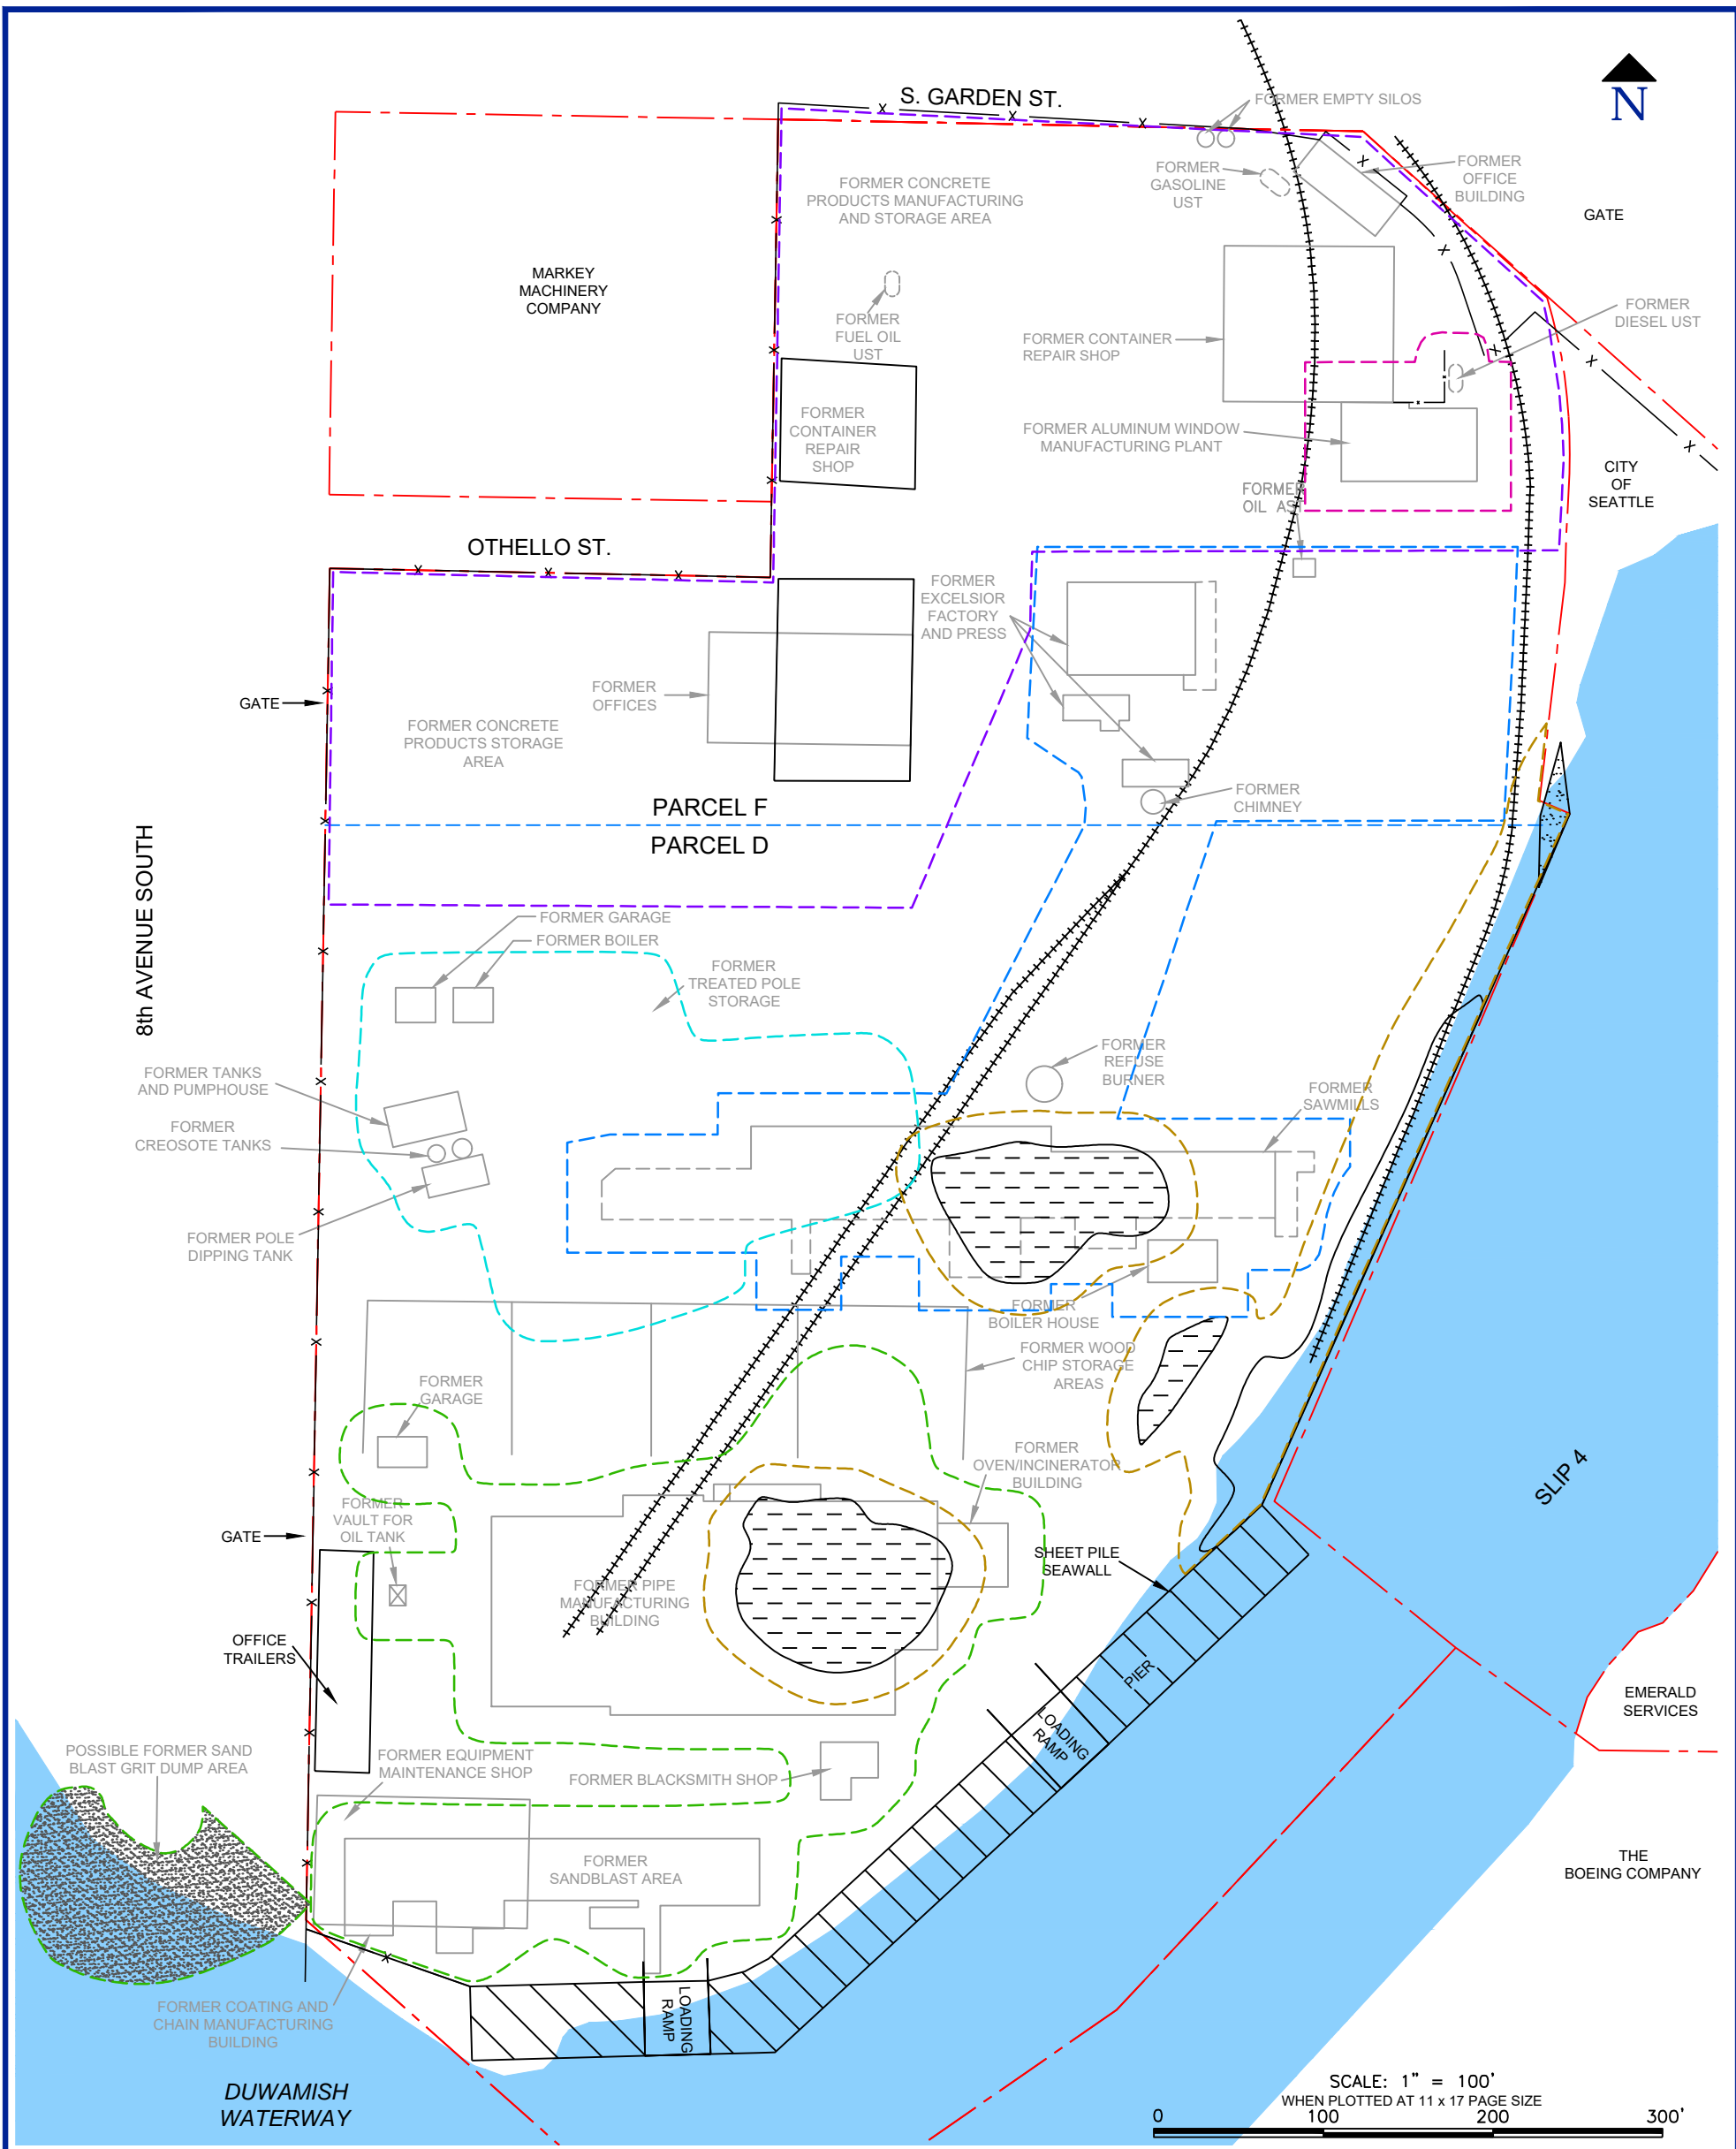 S. GARDEN ST.
N
FORMER EMPTY SILOS
FORMER
GASOLINE
UST
FORMER
OFFICE
BUILDING
GATE
FORMER CONCRETE
PRODUCTS MANUFACTURING
AND STORAGE AREA
MARKEY
MACHINERY
COMPANY
FORMER
FUEL OIL
UST
FORMER CONTAINER
REPAIR SHOP
FORMER
DIESEL UST
FORMER
CONTAINER
REPAIR
SHOP
FORMER ALUMINUM WINDOW
MANUFACTURING PLANT
CITY
OF
SEATTLE
FORMER
OIL AST
OTHELLO ST.
FORMER
EXCELSIOR
FACTORY
AND PRESS
GATE
FORMER
OFFICES
FORMER CONCRETE
PRODUCTS STORAGE
AREA
FORMER
CHIMNEY
PARCEL F
PARCEL D
8th AVENUE SOUTH
FORMER GARAGE
FORMER BOILER
FORMER
TREATED POLE
STORAGE
FORMER TANKS
AND PUMPHOUSE
FORMER
REFUSE
BURNER
FORMER
SAWMILLS
FORMER
CREOSOTE TANKS
FORMER POLE
DIPPING TANK
FORMER
BOILER HOUSE
FORMER WOOD
CHIP STORAGE
AREAS
FORMER
GARAGE
FORMER
OVEN/INCINERATOR
BUILDING
SLIP 4
FORMER
VAULT FOR
OIL TANK
GATE
SHEET PILE
SEAWALL
FORMER PIPE
MANUFACTURING
BUILDING
OFFICE
TRAILERS
PIER
LOADING
RAMP
EMERALD
SERVICES
POSSIBLE FORMER SAND
BLAST GRIT DUMP AREA
FORMER EQUIPMENT
MAINTENANCE SHOP
FORMER BLACKSMITH SHOP
FORMER
SANDBLAST AREA
THE
BOEING COMPANY
FORMER COATING AND
CHAIN MANUFACTURING
BUILDING
LOADING
RAMP
DUWAMISH
WATERWAY
SCALE: 1" = 100'
WHEN PLOTTED AT 11 x 17 PAGE SIZE
0 100 200 300'